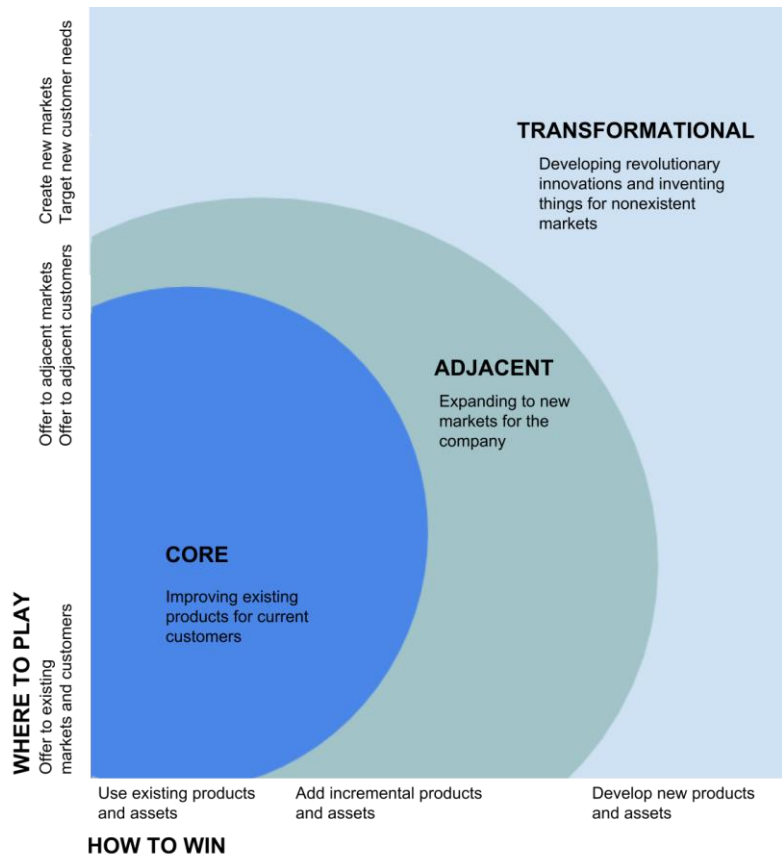 Create new markets
Target new customer needs
TRANSFORMATIONAL
Developing revolutionary
innovations and inventing
things for nonexistent
markets
Offer to adjacent markets
Offer to adjacent customers
ADJACENT
Expanding to new
markets for the
company
CORE
Improving existing
products for current
customers
WHERE TO PLAY
Offer to existing
markets and customers
Use existing products
and assets
Add incremental products
and assets
Develop new products
and assets
HOW TO WIN